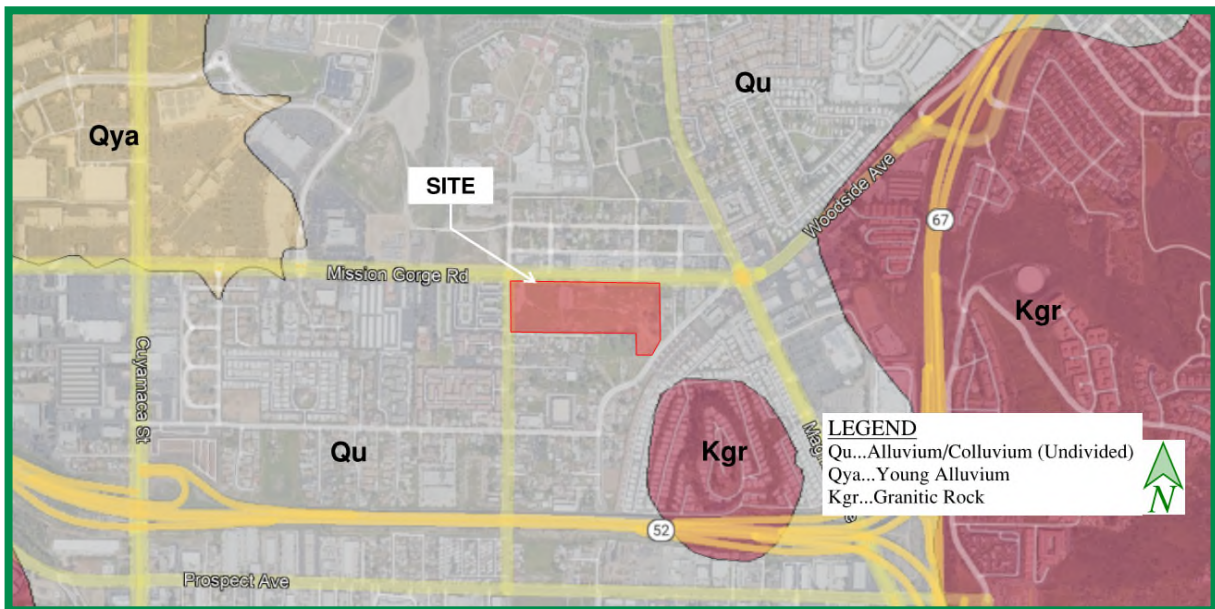 Qu
Qya
SITE
Woodside Ave
67
Mission Gorge Rd
Kgr
Cuyamaca St
Qu
Kgr
Mag
LEGEND
Qu...Alluvium/Colluvium (Undivided)
Qya...Young Alluvium
Kgr...Granitic Rock
N
52
Prospect Ave